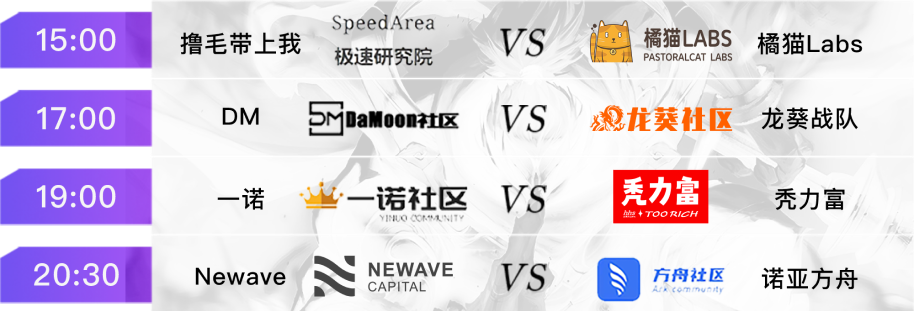 15:00
撸毛带上我
SpeedArea
极速研究院
VS
橘猫LABS
PASTORALCAT LABS
橘猫Labs
17:00
DM
DM DaMoon社区
VS
龙葵社区
龙葵战队
19:00
一诺
一诺社区
YINUO COMMUNITY
VS
秃力富
TOO RICH
秃力富
20:30
Newave
NEWAVE
CAPITAL
VS
方舟社区
Ark community
诺亚方舟